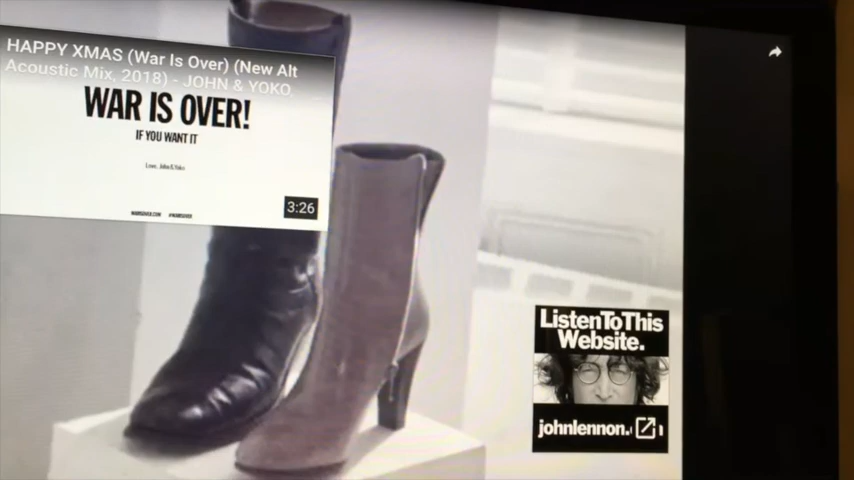 HAPPY XMAS (War Is Over) (New Alt
Acoustic Mix, 2018) - JOHN & YOKO,
WAR IS OVER!
IF YOU WANT IT
Love, John & Yoko
3:26
ListenToThis
Website.
johnlennon.